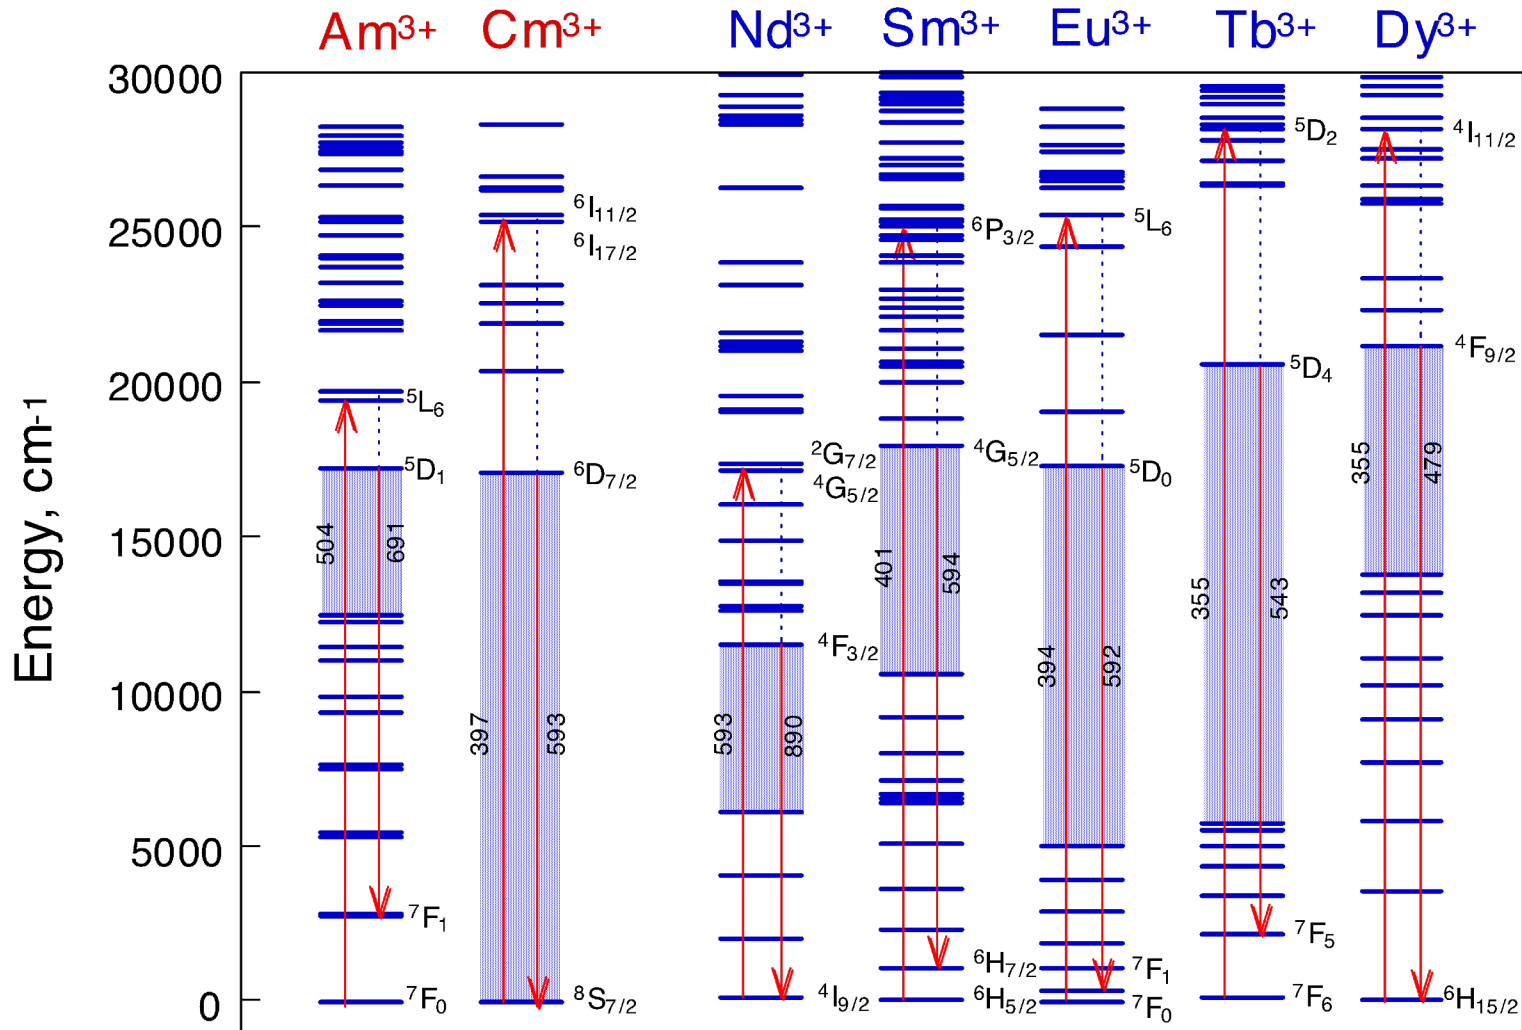 Am3+ Cm3+ Nd3+ Sm3+ Eu3+ Tb3+ Dy3+
Energy, cm-1
30000
25000
20000
15000
10000
5000
0
5L6
5D1
504
691
7F1
7F0
6I11/2
6I17/2
6D7/2
397
593
8S7/2
2G7/2
4G5/2
4F3/2
593
890
4I9/2
6P3/2
4G5/2
401
594
6H7/2
6H5/2
5L6
5D0
394
592
7F1
7F0
5D2
5D4
355
543
7F5
7F6
4I11/2
4F9/2
355
479
6H15/2